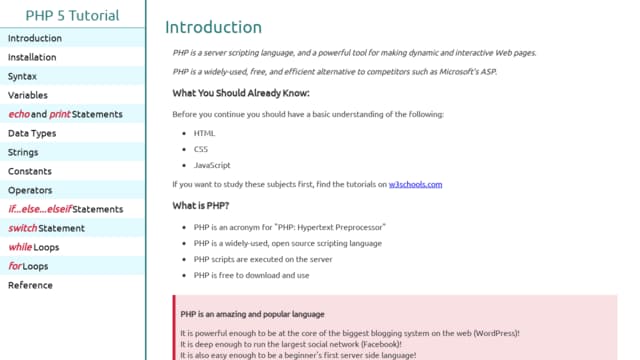 PHP 5 Tutorial
Introduction
Installation
Syntax
Variables
echo and print Statements
Data Types
Strings
Constants
Operators
if...else...elseif Statements
switch Statement
while Loops
for Loops
Reference
Introduction
PHP is a server scripting language, and a powerful tool for making dynamic and interactive Web pages.
PHP is a widely-used, free, and efficient alternative to competitors such as Microsoft's ASP.
What You Should Already Know:
Before you continue you should have a basic understanding of the following:
HTML
CSS
JavaScript
If you want to study these subjects first, find the tutorials on w3schools.com
What is PHP?
PHP is an acronym for "PHP: Hypertext Preprocessor"
PHP is a widely-used, open source scripting language
PHP scripts are executed on the server
PHP is free to download and use
PHP is an amazing and popular language
It is powerful enough to be at the core of the biggest blogging system on the web (WordPress)!
It is deep enough to run the largest social network (Facebook)!
It is also easy enough to be a beginner's first server side language!